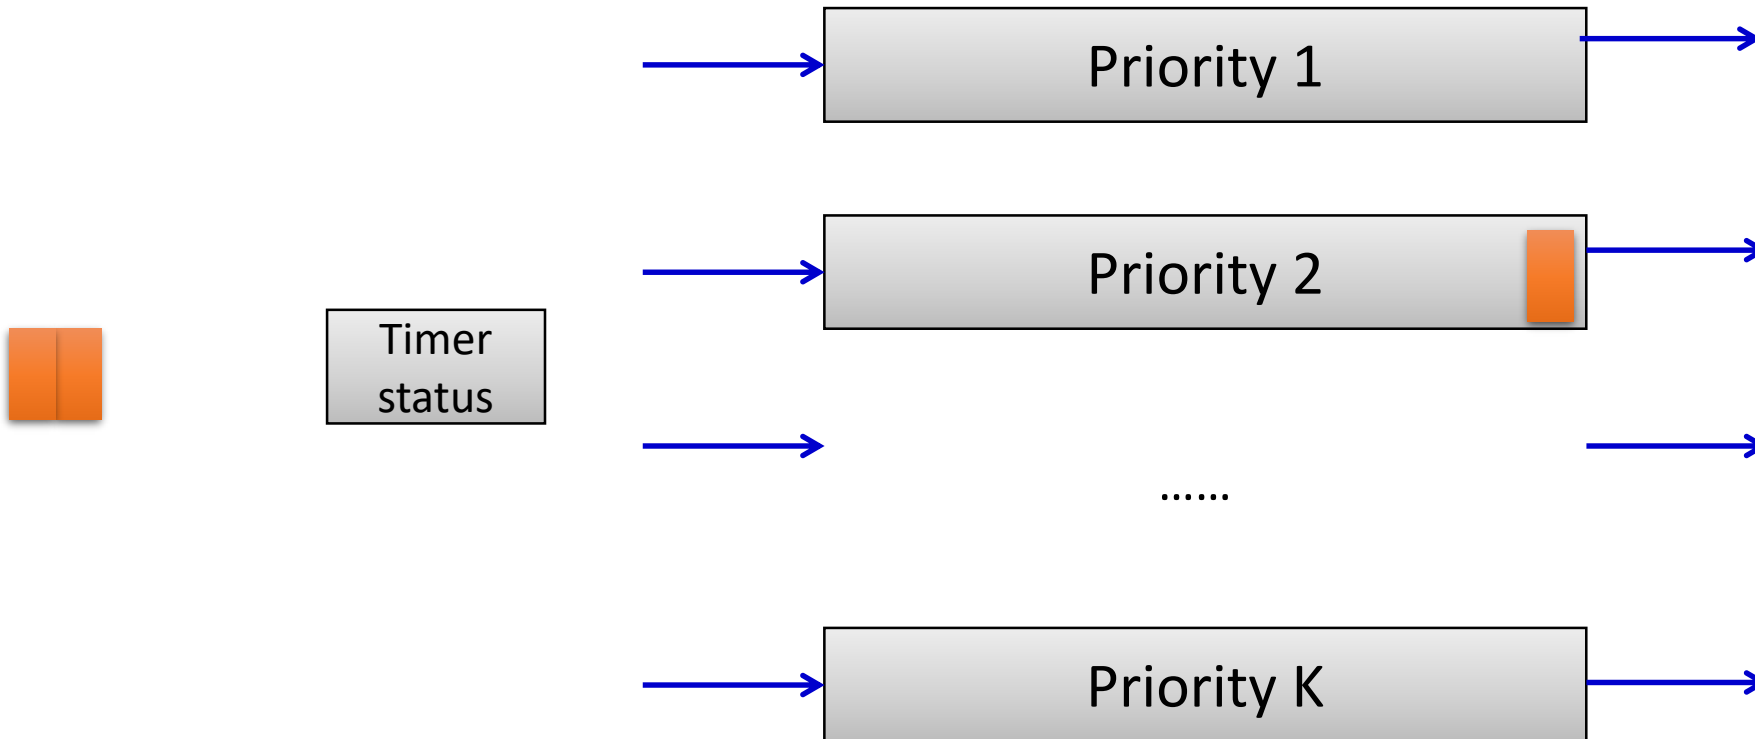 Priority 1
Priority 2
Timer
status
......
Priority K